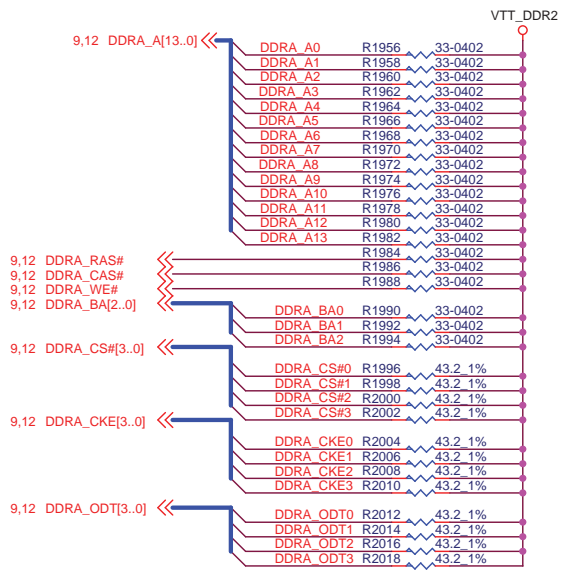 VTT_DDR2
9,12 DDRA_A[13..0]
DDRA_A0 R1956 33-0402
DDRA_A1 R1958 33-0402
DDRA_A2 R1960 33-0402
DDRA_A3 R1962 33-0402
DDRA_A4 R1964 33-0402
DDRA_A5 R1966 33-0402
DDRA_A6 R1968 33-0402
DDRA_A7 R1970 33-0402
DDRA_A8 R1972 33-0402
DDRA_A9 R1974 33-0402
DDRA_A10 R1976 33-0402
DDRA_A11 R1978 33-0402
DDRA_A12 R1980 33-0402
DDRA_A13 R1982 33-0402
9,12 DDRA_RAS# R1984 33-0402
9,12 DDRA_CAS# R1986 33-0402
9,12 DDRA_WE# R1988 33-0402
9,12 DDRA_BA[2..0]
DDRA_BA0 R1990 33-0402
DDRA_BA1 R1992 33-0402
DDRA_BA2 R1994 33-0402
9,12 DDRA_CS#[3..0]
DDRA_CS#0 R1996 43.2_1%
DDRA_CS#1 R1998 43.2_1%
DDRA_CS#2 R2000 43.2_1%
DDRA_CS#3 R2002 43.2_1%
9,12 DDRA_CKE[3..0]
DDRA_CKE0 R2004 43.2_1%
DDRA_CKE1 R2006 43.2_1%
DDRA_CKE2 R2008 43.2_1%
DDRA_CKE3 R2010 43.2_1%
9,12 DDRA_ODT[3..0]
DDRA_ODT0 R2012 43.2_1%
DDRA_ODT1 R2014 43.2_1%
DDRA_ODT2 R2016 43.2_1%
DDRA_ODT3 R2018 43.2_1%